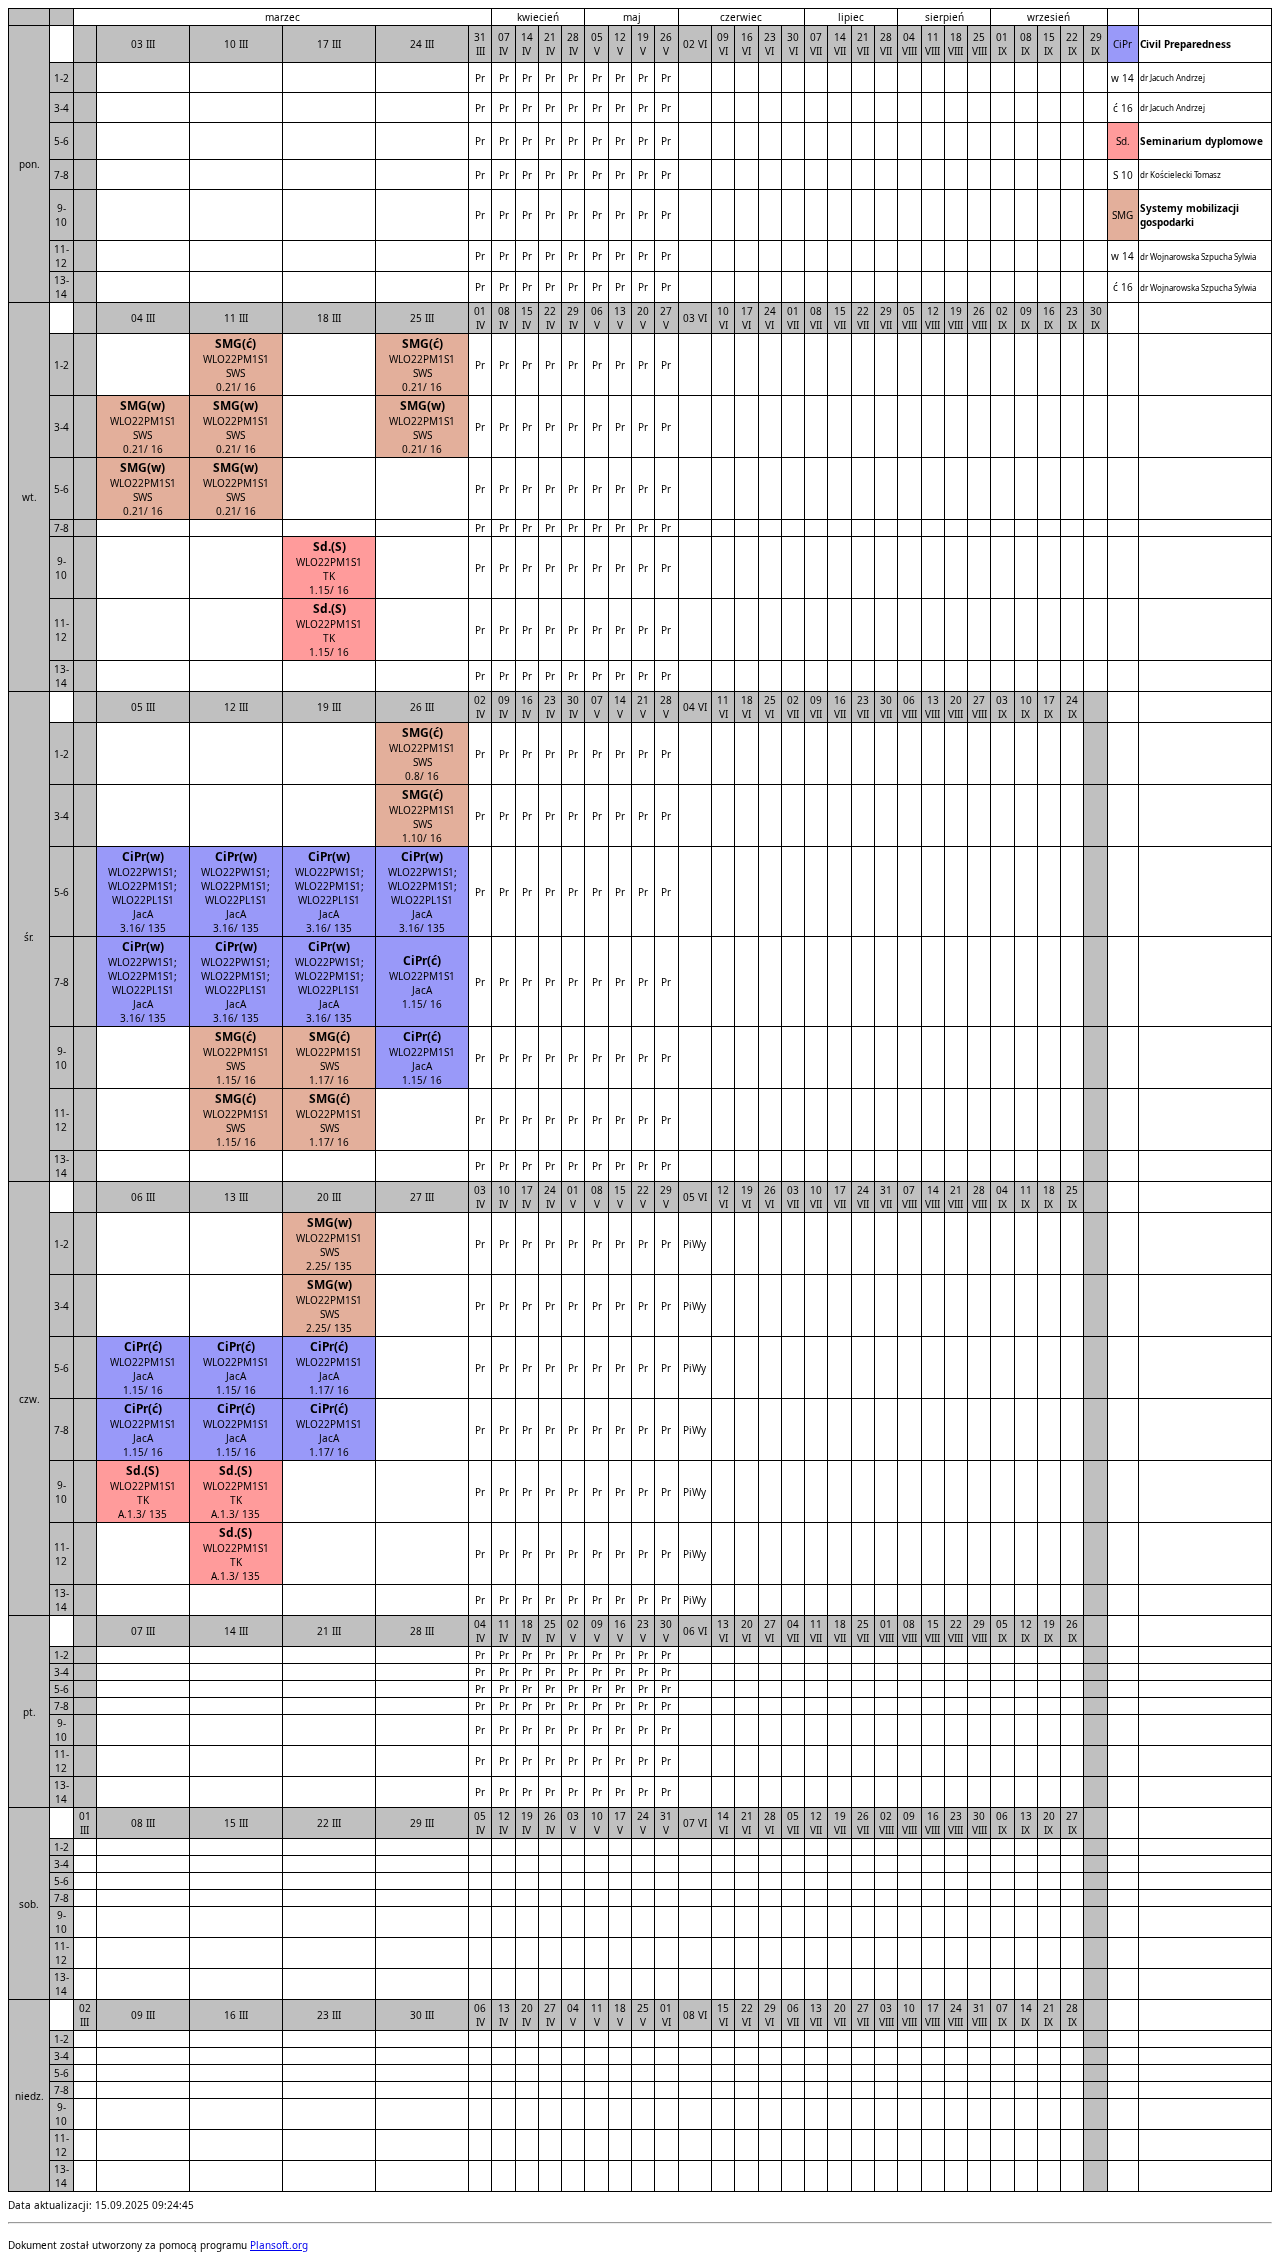 marzec kwiecień maj czerwiec lipiec sierpień wrzesień
pon. 03 III 10 III 17 III 24 III 31 III 07 IV 14 IV 21 IV 28 IV 05 V 12 V 19 V 26 V 02 VI 09 VI 16 VI 23 VI 30 VI 07 VII 14 VII 21 VII 28 VII 04 VIII 11 VIII 18 VIII 25 VIII 01 IX 08 IX 15 IX 22 IX 29 IX CiPr Civil Preparedness
1-2 Pr Pr Pr Pr Pr Pr Pr Pr Pr w 14 dr Jacuch Andrzej
3-4 Pr Pr Pr Pr Pr Pr Pr Pr Pr ć 16 dr Jacuch Andrzej
5-6 Pr Pr Pr Pr Pr Pr Pr Pr Pr Sd. Seminarium dyplomowe
7-8 Pr Pr Pr Pr Pr Pr Pr Pr Pr S 10 dr Kościelecki Tomasz
9-10 Pr Pr Pr Pr Pr Pr Pr Pr Pr SMG Systemy mobilizacji gospodarki
11-12 Pr Pr Pr Pr Pr Pr Pr Pr Pr w 14 dr Wojnarowska Szpucha Sylwia
13-14 Pr Pr Pr Pr Pr Pr Pr Pr Pr ć 16 dr Wojnarowska Szpucha Sylwia
wt. 04 III 11 III 18 III 25 III 01 IV 08 IV 15 IV 22 IV 29 IV 06 V 13 V 20 V 27 V 03 VI 10 VI 17 VI 24 VI 01 VII 08 VII 15 VII 22 VII 29 VII 05 VIII 12 VIII 19 VIII 26 VIII 02 IX 09 IX 16 IX 23 IX 30 IX
1-2 SMG(ć) WLO22PM1S1 SWS 0.21/ 16 SMG(ć) WLO22PM1S1 SWS 0.21/ 16 Pr Pr Pr Pr Pr Pr Pr Pr Pr
3-4 SMG(w) WLO22PM1S1 SWS 0.21/ 16 SMG(w) WLO22PM1S1 SWS 0.21/ 16 SMG(w) WLO22PM1S1 SWS 0.21/ 16 Pr Pr Pr Pr Pr Pr Pr Pr Pr
5-6 SMG(w) WLO22PM1S1 SWS 0.21/ 16 SMG(w) WLO22PM1S1 SWS 0.21/ 16 Pr Pr Pr Pr Pr Pr Pr Pr Pr
7-8 Pr Pr Pr Pr Pr Pr Pr Pr Pr
9-10 Sd.(S) WLO22PM1S1 TK 1.15/ 16 Pr Pr Pr Pr Pr Pr Pr Pr Pr
11-12 Sd.(S) WLO22PM1S1 TK 1.15/ 16 Pr Pr Pr Pr Pr Pr Pr Pr Pr
13-14 Pr Pr Pr Pr Pr Pr Pr Pr Pr
śr. 05 III 12 III 19 III 26 III 02 IV 09 IV 16 IV 23 IV 30 IV 07 V 14 V 21 V 28 V 04 VI 11 VI 18 VI 25 VI 02 VII 09 VII 16 VII 23 VII 30 VII 06 VIII 13 VIII 20 VIII 27 VIII 03 IX 10 IX 17 IX 24 IX
1-2 SMG(ć) WLO22PM1S1 SWS 0.8/ 16 Pr Pr Pr Pr Pr Pr Pr Pr Pr
3-4 SMG(ć) WLO22PM1S1 SWS 1.10/ 16 Pr Pr Pr Pr Pr Pr Pr Pr Pr
5-6 CiPr(w) WLO22PW1S1; WLO22PM1S1; WLO22PL1S1 JacA 3.16/ 135 CiPr(w) WLO22PW1S1; WLO22PM1S1; WLO22PL1S1 JacA 3.16/ 135 CiPr(w) WLO22PW1S1; WLO22PM1S1; WLO22PL1S1 JacA 3.16/ 135 CiPr(w) WLO22PW1S1; WLO22PM1S1; WLO22PL1S1 JacA 3.16/ 135 Pr Pr Pr Pr Pr Pr Pr Pr Pr
7-8 CiPr(w) WLO22PW1S1; WLO22PM1S1; WLO22PL1S1 JacA 3.16/ 135 CiPr(w) WLO22PW1S1; WLO22PM1S1; WLO22PL1S1 JacA 3.16/ 135 CiPr(w) WLO22PW1S1; WLO22PM1S1; WLO22PL1S1 JacA 3.16/ 135 CiPr(ć) WLO22PM1S1 JacA 1.15/ 16 Pr Pr Pr Pr Pr Pr Pr Pr Pr
9-10 SMG(ć) WLO22PM1S1 SWS 1.15/ 16 SMG(ć) WLO22PM1S1 SWS 1.17/ 16 CiPr(ć) WLO22PM1S1 JacA 1.15/ 16 Pr Pr Pr Pr Pr Pr Pr Pr Pr
11-12 SMG(ć) WLO22PM1S1 SWS 1.15/ 16 SMG(ć) WLO22PM1S1 SWS 1.17/ 16 Pr Pr Pr Pr Pr Pr Pr Pr Pr
13-14 Pr Pr Pr Pr Pr Pr Pr Pr Pr
czw. 06 III 13 III 20 III 27 III 03 IV 10 IV 17 IV 24 IV 01 V 08 V 15 V 22 V 29 V 05 VI 12 VI 19 VI 26 VI 03 VII 10 VII 17 VII 24 VII 31 VII 07 VIII 14 VIII 21 VIII 28 VIII 04 IX 11 IX 18 IX 25 IX
1-2 SMG(w) WLO22PM1S1 SWS 2.25/ 135 Pr Pr Pr Pr Pr Pr Pr Pr Pr PiWy
3-4 SMG(w) WLO22PM1S1 SWS 2.25/ 135 Pr Pr Pr Pr Pr Pr Pr Pr Pr PiWy
5-6 CiPr(ć) WLO22PM1S1 JacA 1.15/ 16 CiPr(ć) WLO22PM1S1 JacA 1.15/ 16 CiPr(ć) WLO22PM1S1 JacA 1.17/ 16 Pr Pr Pr Pr Pr Pr Pr Pr Pr PiWy
7-8 CiPr(ć) WLO22PM1S1 JacA 1.15/ 16 CiPr(ć) WLO22PM1S1 JacA 1.15/ 16 CiPr(ć) WLO22PM1S1 JacA 1.17/ 16 Pr Pr Pr Pr Pr Pr Pr Pr Pr PiWy
9-10 Sd.(S) WLO22PM1S1 TK A.1.3/ 135 Sd.(S) WLO22PM1S1 TK A.1.3/ 135 Pr Pr Pr Pr Pr Pr Pr Pr Pr PiWy
11-12 Sd.(S) WLO22PM1S1 TK A.1.3/ 135 Pr Pr Pr Pr Pr Pr Pr Pr Pr PiWy
13-14 Pr Pr Pr Pr Pr Pr Pr Pr Pr PiWy
pt. 07 III 14 III 21 III 28 III 04 IV 11 IV 18 IV 25 IV 02 V 09 V 16 V 23 V 30 V 06 VI 13 VI 20 VI 27 VI 04 VII 11 VII 18 VII 25 VII 01 VIII 08 VIII 15 VIII 22 VIII 29 VIII 05 IX 12 IX 19 IX 26 IX
1-2 Pr Pr Pr Pr Pr Pr Pr Pr Pr
3-4 Pr Pr Pr Pr Pr Pr Pr Pr Pr
5-6 Pr Pr Pr Pr Pr Pr Pr Pr Pr
7-8 Pr Pr Pr Pr Pr Pr Pr Pr Pr
9-10 Pr Pr Pr Pr Pr Pr Pr Pr Pr
11-12 Pr Pr Pr Pr Pr Pr Pr Pr Pr
13-14 Pr Pr Pr Pr Pr Pr Pr Pr Pr
sob. 01 III 08 III 15 III 22 III 29 III 05 IV 12 IV 19 IV 26 IV 03 V 10 V 17 V 24 V 31 V 07 VI 14 VI 21 VI 28 VI 05 VII 12 VII 19 VII 26 VII 02 VIII 09 VIII 16 VIII 23 VIII 30 VIII 06 IX 13 IX 20 IX 27 IX
1-2
3-4
5-6
7-8
9-10
11-12
13-14
niedz. 02 III 09 III 16 III 23 III 30 III 06 IV 13 IV 20 IV 27 IV 04 V 11 V 18 V 25 V 01 VI 08 VI 15 VI 22 VI 29 VI 06 VII 13 VII 20 VII 27 VII 03 VIII 10 VIII 17 VIII 24 VIII 31 VIII 07 IX 14 IX 21 IX 28 IX
1-2
3-4
5-6
7-8
9-10
11-12
13-14
Data aktualizacji: 15.09.2025 09:24:45
Dokument został utworzony za pomocą programu Plansoft.org